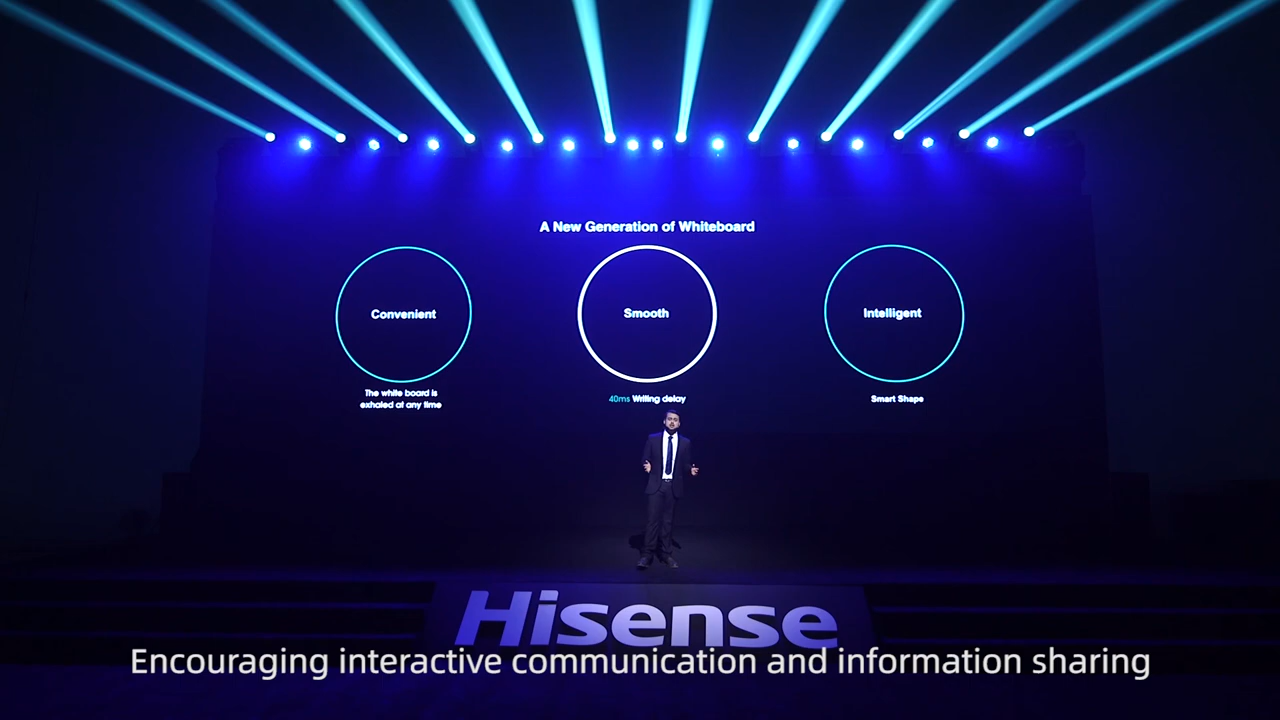 A New Generation of Whiteboard
Convenient
Smooth
Intelligent
The white board is
exhaled at any time
40ms Writing delay
Smart Shape
Hisense
Encouraging interactive communication and information sharing